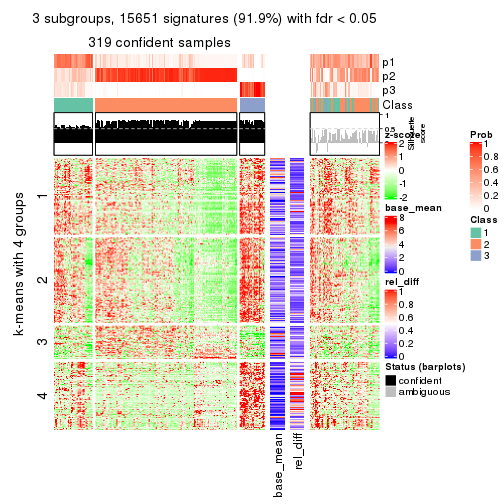 3 subgroups, 15651 signatures (91.9%) with fdr < 0.05
319 confident samples
p1
p2
p3
Class
1
0.5
0
Silhouette
score
k-means with 4 groups
1
2
3
4
base_mean
rel_diff
z-score
2
1
0
-1
-2
base_mean
8
6
4
2
0
rel_diff
1
0.8
0.6
0.4
0.2
0
Status (barplots)
confident
ambiguous
Prob
1
0.8
0.6
0.4
0.2
0
Class
1
2
3